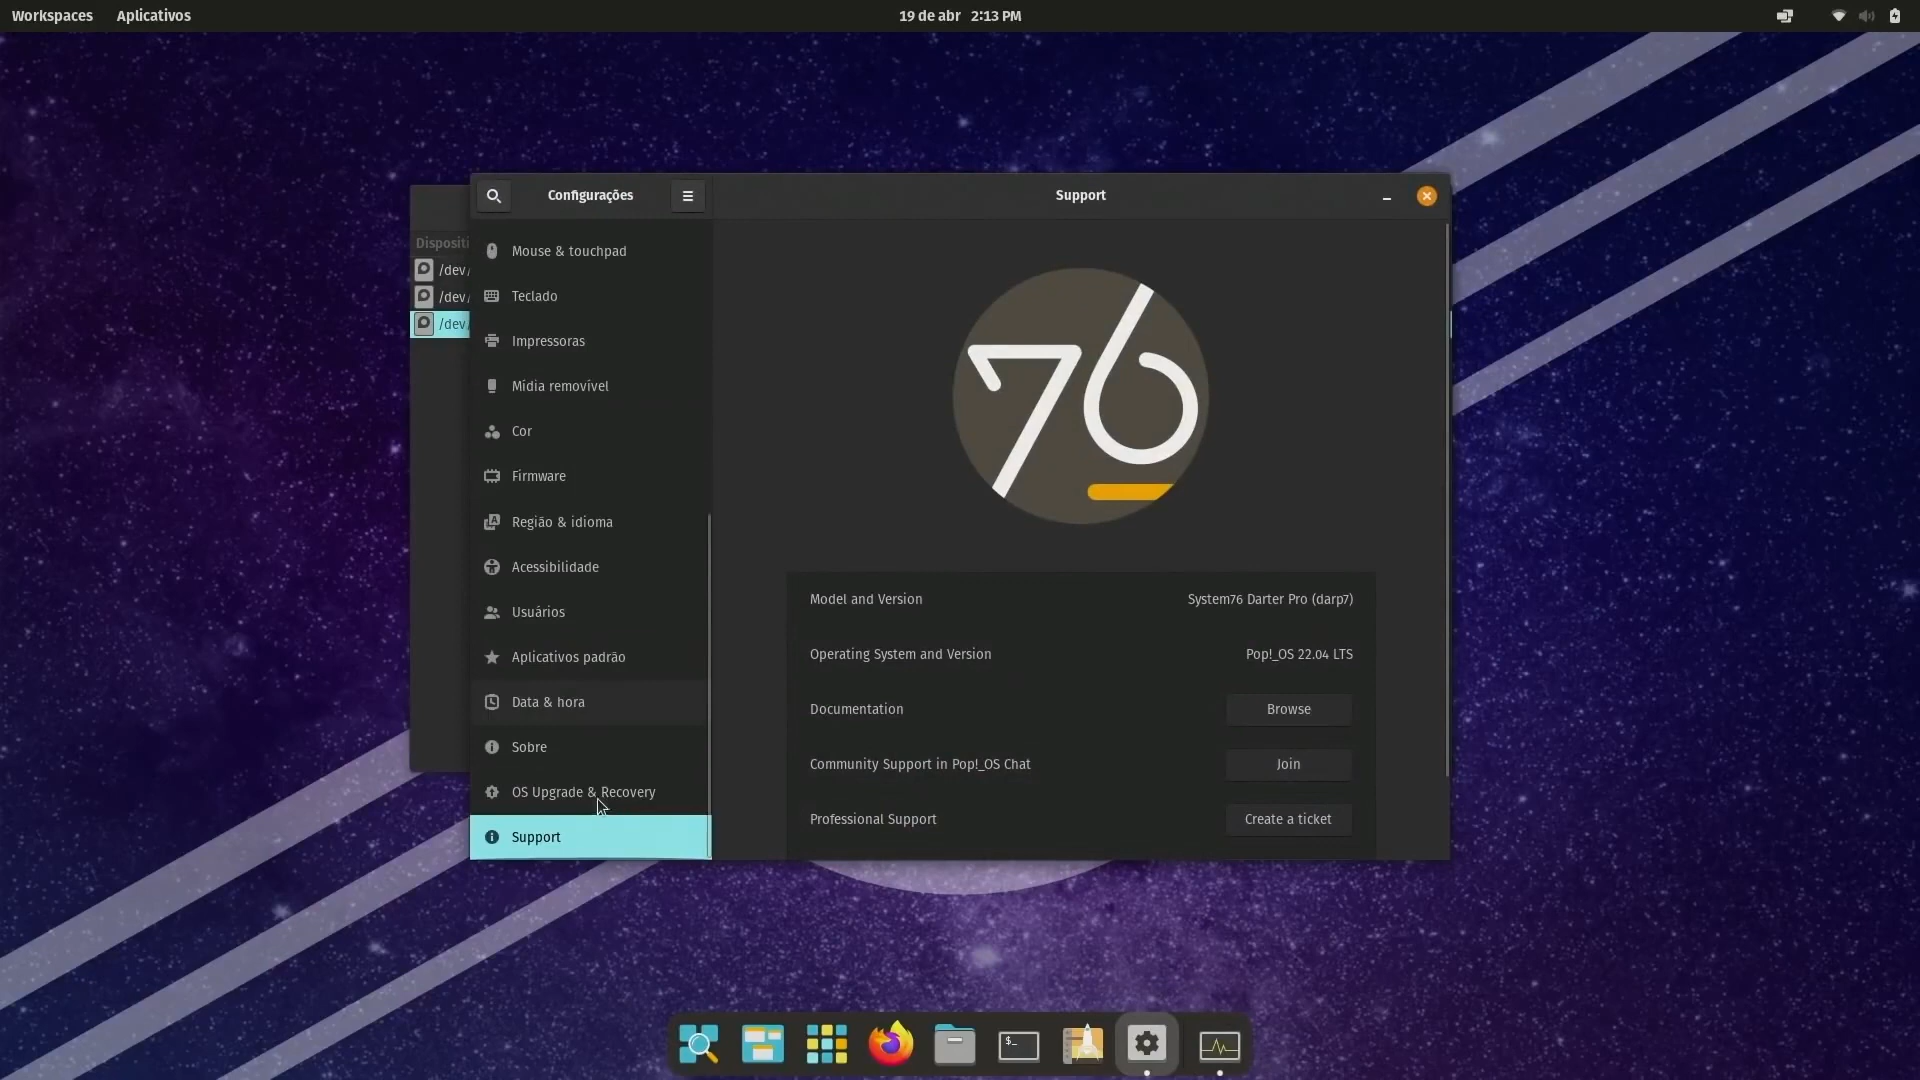 Workspaces Aplicativos 19 de abr 2:13 PM
Configurações Support
Dispositi
/dev/
/dev/
/dev/
Mouse & touchpad
Teclado
Impressoras
Mídia removível
Cor
Firmware
Região & idioma
Acessibilidade
Usuários
Aplicativos padrão
Data & hora
Sobre
OS Upgrade & Recovery
Support
76
Model and Version System76 Darter Pro (darp7)
Operating System and Version Pop!_OS 22.04 LTS
Documentation Browse
Community Support in Pop!_OS Chat Join
Professional Support Create a ticket
$_